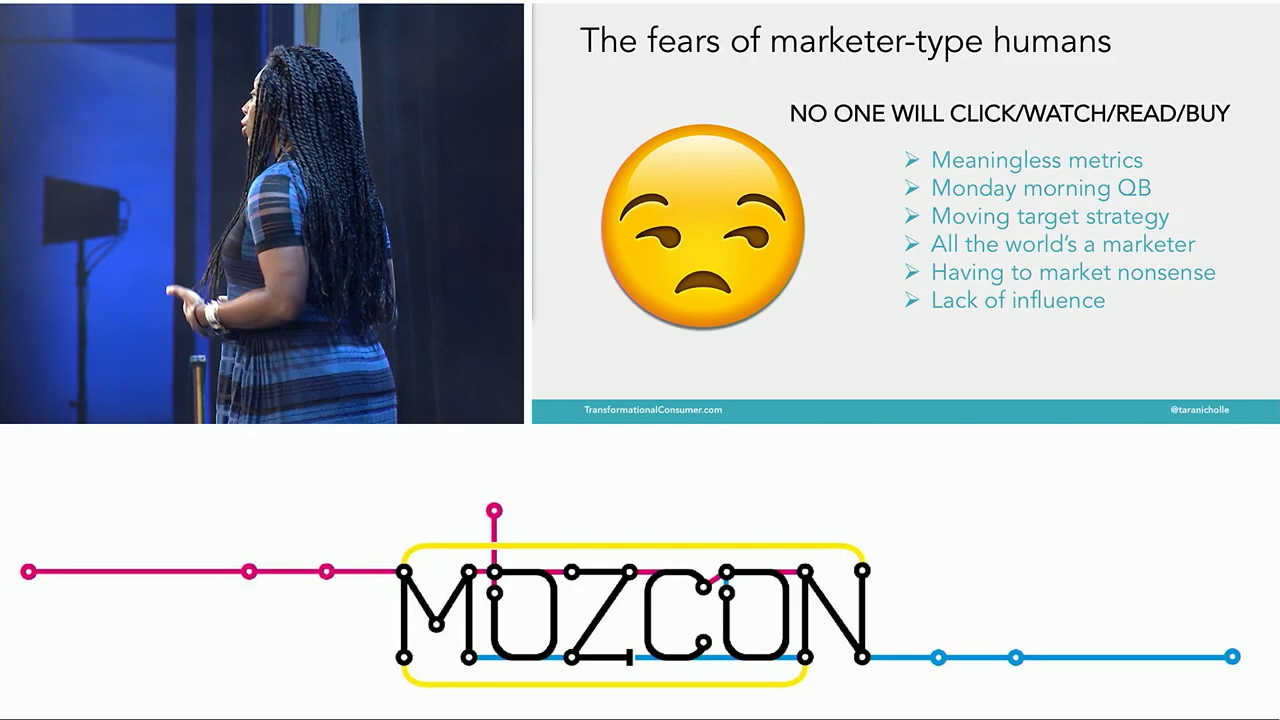 The fears of marketer-type humans
NO ONE WILL CLICK/WATCH/READ/BUY
➢ Meaningless metrics
➢ Monday morning QB
➢ Moving target strategy
➢ All the world's a marketer
➢ Having to market nonsense
➢ Lack of influence
TransformationalConsumer.com
@taranicholle
MOZCON